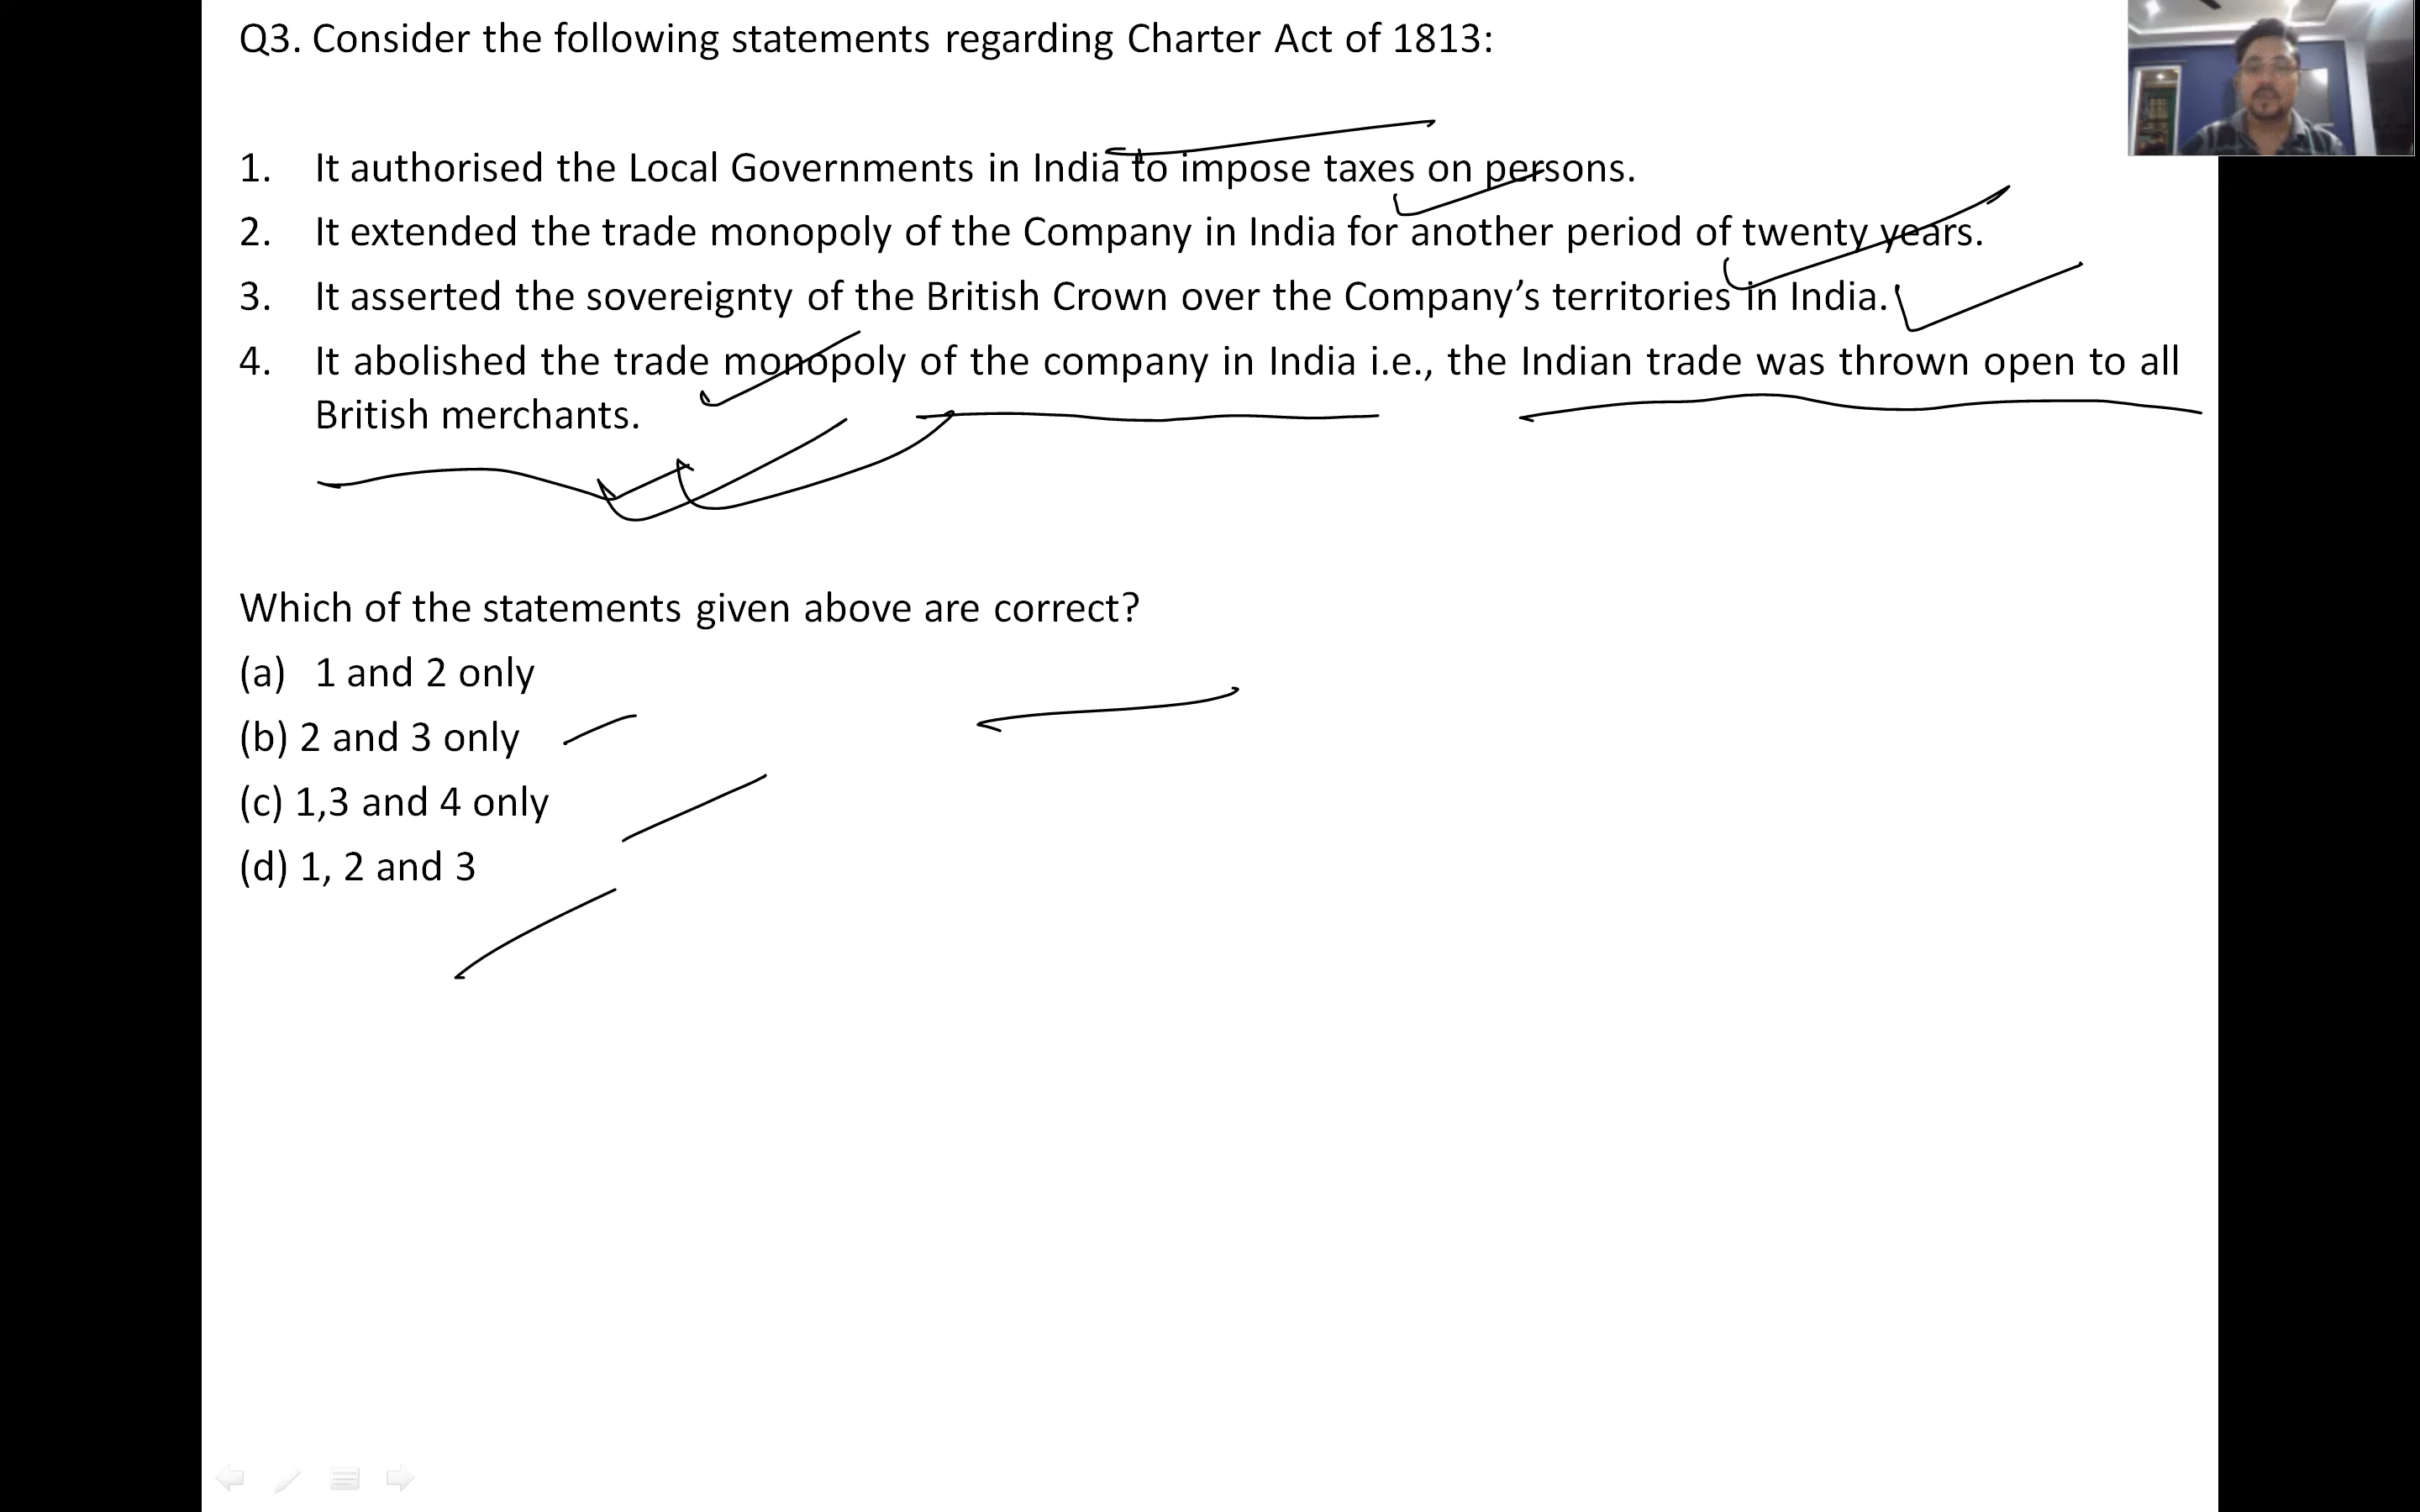 Q3. Consider the following statements regarding Charter Act of 1813:
1. It authorised the Local Governments in India to impose taxes on persons.
2. It extended the trade monopoly of the Company in India for another period of twenty years.
3. It asserted the sovereignty of the British Crown over the Company’s territories in India.
4. It abolished the trade monopoly of the company in India i.e., the Indian trade was thrown open to all
British merchants.
Which of the statements given above are correct?
(a) 1 and 2 only
(b) 2 and 3 only
(c) 1,3 and 4 only
(d) 1, 2 and 3